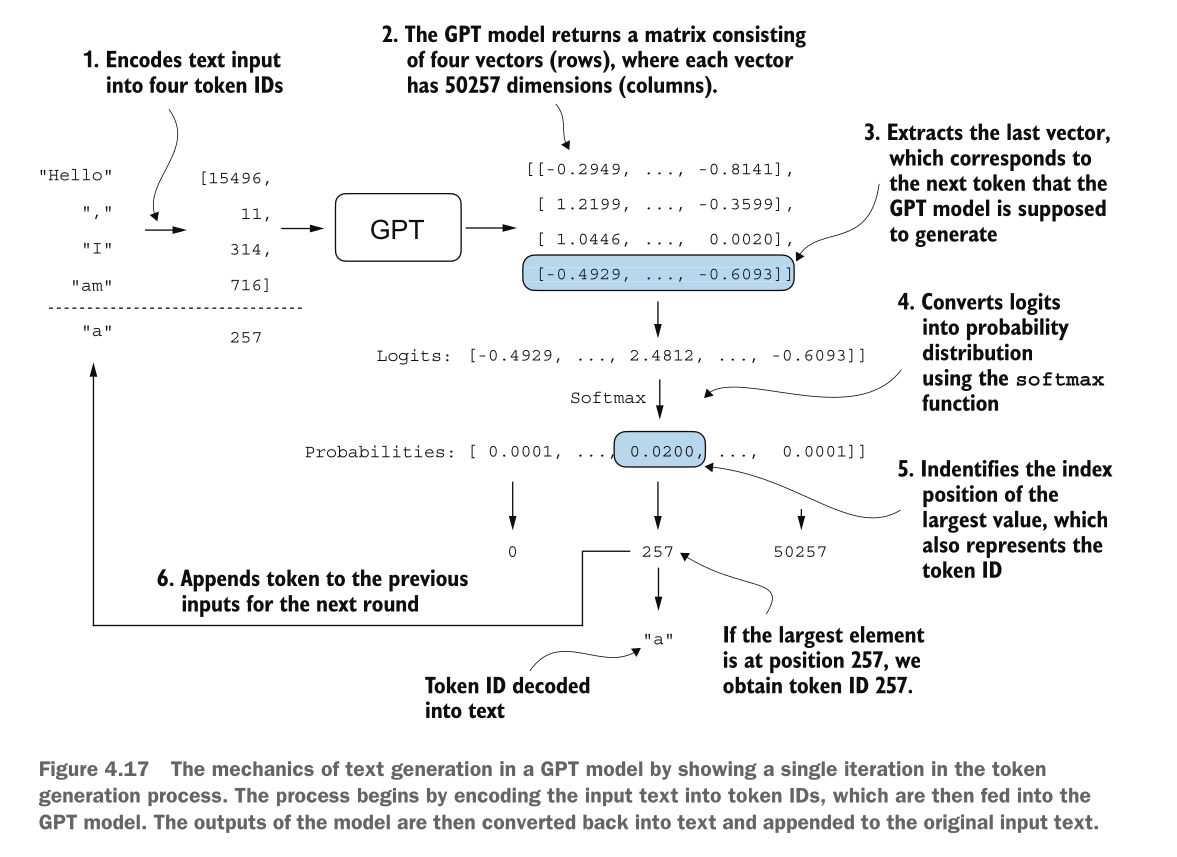 1. Encodes text input
into four token IDs
2. The GPT model returns a matrix consisting
of four vectors (rows), where each vector
has 50257 dimensions (columns).
3. Extracts the last vector,
which corresponds to
the next token that the
GPT model is supposed
to generate
"Hello"
","
"I"
"am"
"a"
[15496,
11,
314,
716]
257
GPT
[[-0.2949, ..., -0.8141],
[ 1.2199, ..., -0.3599],
[ 1.0446, ..., 0.0020],
[-0.4929, ..., -0.6093]]
4. Converts logits
into probability
distribution
using the softmax
function
Logits: [-0.4929, ..., 2.4812, ..., -0.6093]]
Softmax
Probabilities: [ 0.0001, ..., 0.0200, ..., 0.0001]]
5. Indentifies the index
position of the
largest value, which
also represents the
token ID
0 257 50257
6. Appends token to the previous
inputs for the next round
"a"
If the largest element
is at position 257, we
obtain token ID 257.
Token ID decoded
into text
Figure 4.17 The mechanics of text generation in a GPT model by showing a single iteration in the token
generation process. The process begins by encoding the input text into token IDs, which are then fed into the
GPT model. The outputs of the model are then converted back into text and appended to the original input text.